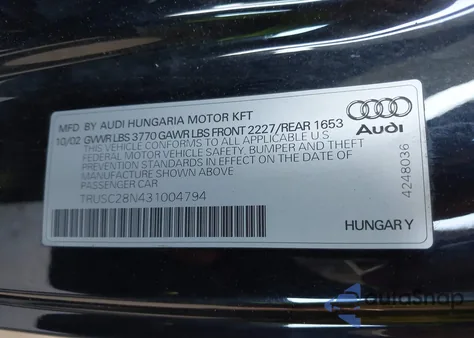 MFD. BY AUDI HUNGARIA MOTOR KFT
10/02 GVWR LBS 3770 GAWR LBS FRONT 2227/REAR 1653
THIS VEHICLE CONFORMS TO ALL APPLICABLE U S
FEDERAL MOTOR VEHICLE SAFETY, BUMPER AND THEFT
PREVENTION STANDARDS IN EFFECT ON THE DATE OF
MANUFACTURE SHOWN ABOVE
PASSENGER CAR
TRUSC28N431004794
Audi
4248036
HUNGARY
AutoSnap